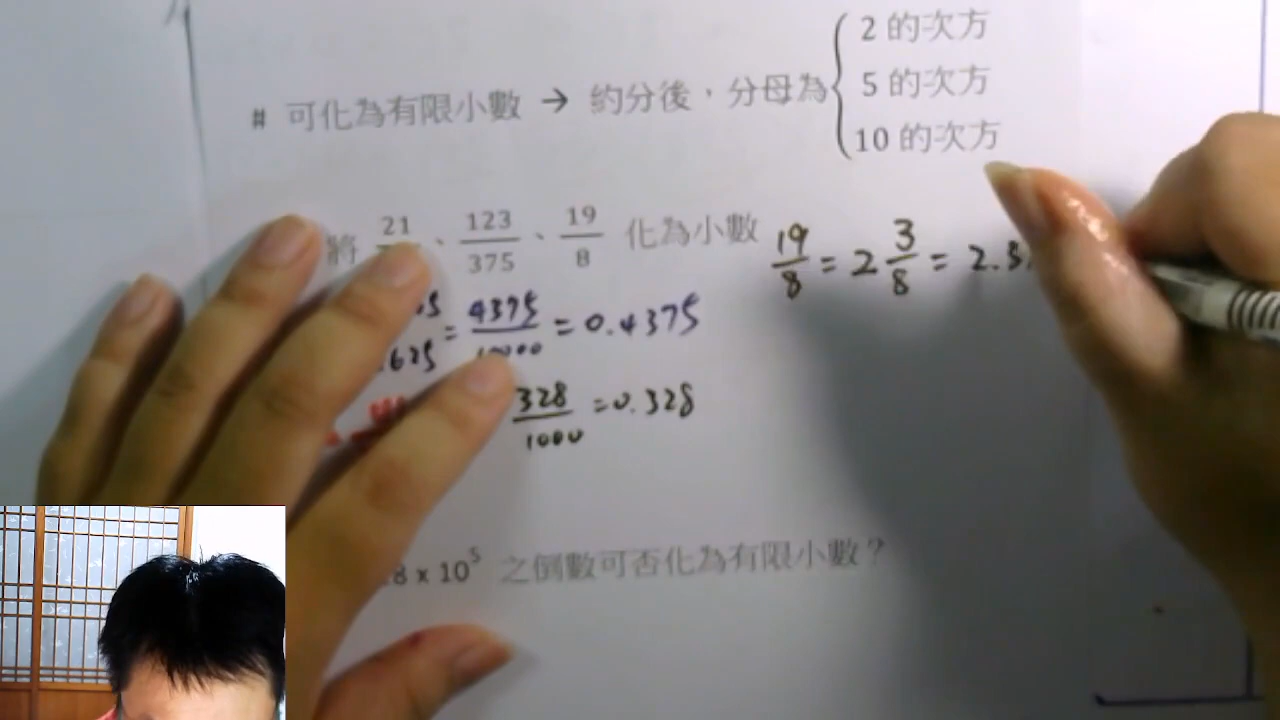 2 的次方
# 可化為有限小數 → 約分後，分母為 5 的次方
10 的次方
將 21 、 123/375 、 19/8 化為小數
19/8 = 2 3/8 = 2.3
= 4375/10000 = 0.4375
625
328/1000 = 0.328
8 x 10⁵ 之倒數可否化為有限小數？